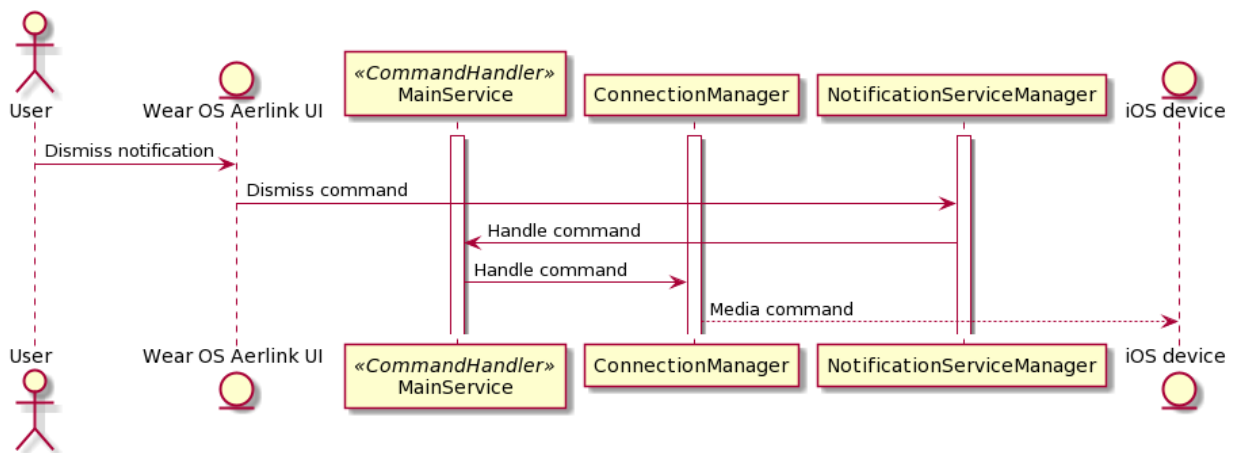 User
Wear OS Aerlink UI
«CommandHandler»
MainService
ConnectionManager
NotificationServiceManager
iOS device
Dismiss notification
Dismiss command
Handle command
Handle command
Media command
User
Wear OS Aerlink UI
«CommandHandler»
MainService
ConnectionManager
NotificationServiceManager
iOS device